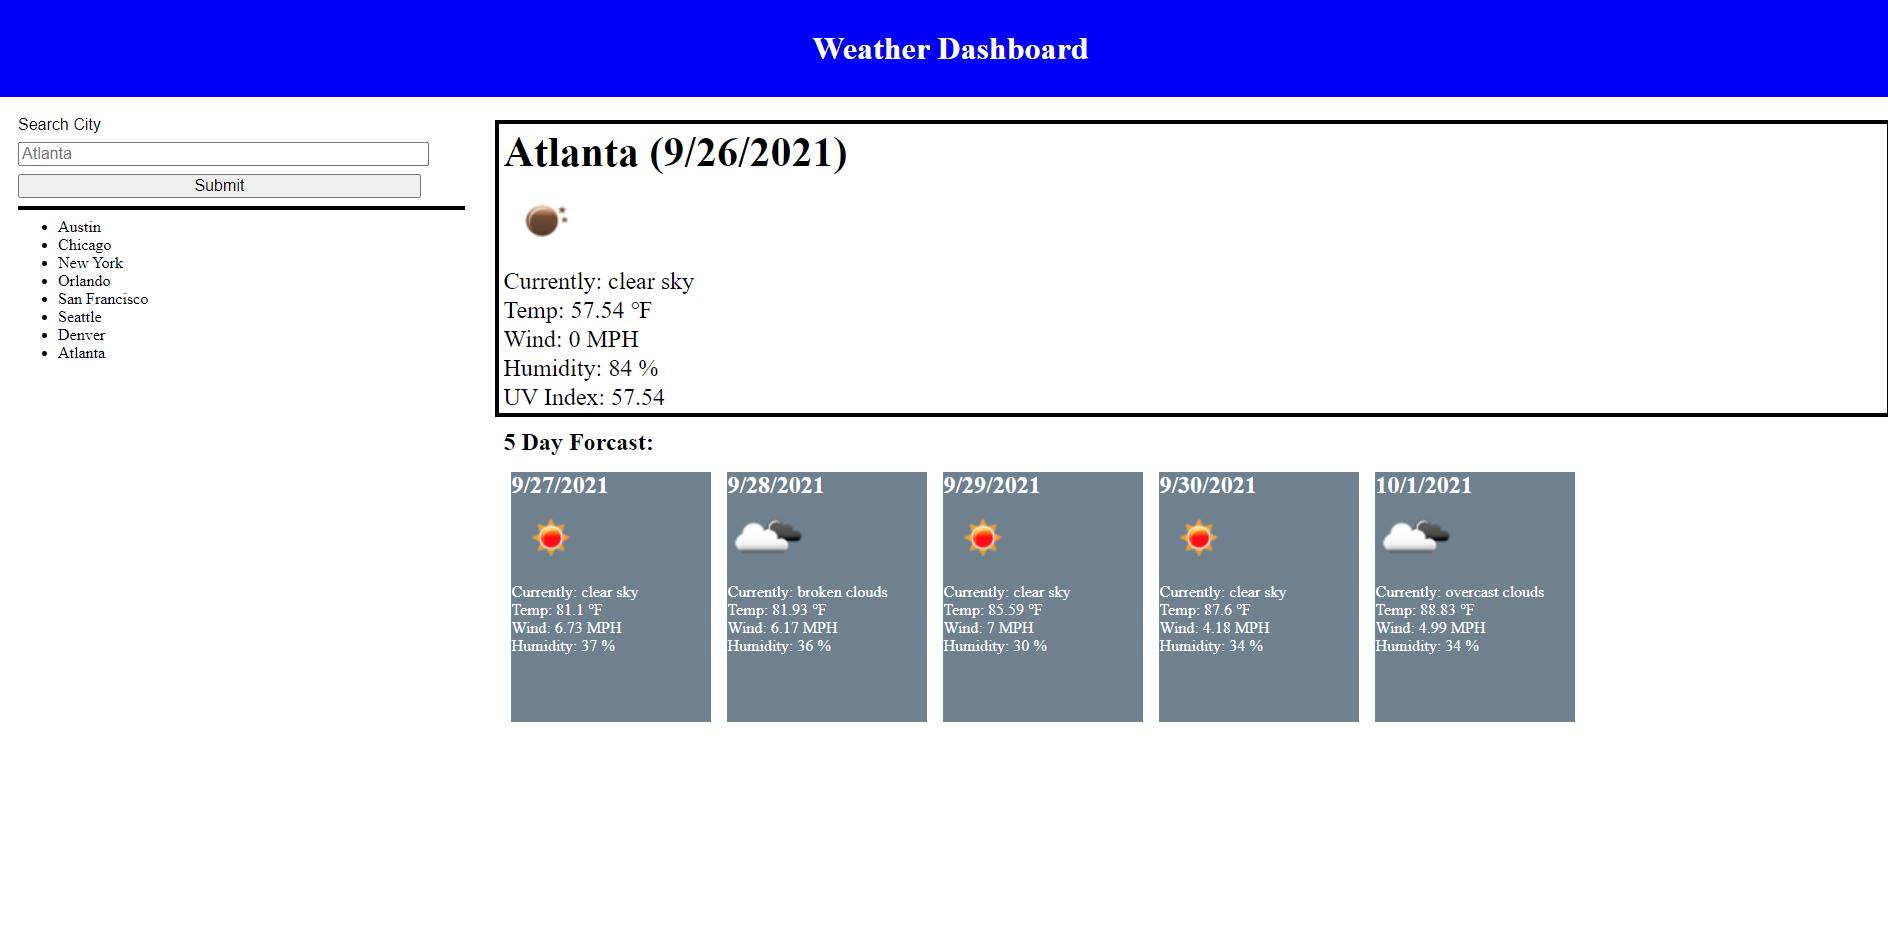 Weather Dashboard
Search City
Atlanta
Submit
Austin
Chicago
New York
Orlando
San Francisco
Seattle
Denver
Atlanta
Atlanta (9/26/2021)
Currently: clear sky
Temp: 57.54 °F
Wind: 0 MPH
Humidity: 84 %
UV Index: 57.54
5 Day Forcast:
9/27/2021
Currently: clear sky
Temp: 81.1 °F
Wind: 6.73 MPH
Humidity: 37 %
9/28/2021
Currently: broken clouds
Temp: 81.93 °F
Wind: 6.17 MPH
Humidity: 36 %
9/29/2021
Currently: clear sky
Temp: 85.59 °F
Wind: 7 MPH
Humidity: 30 %
9/30/2021
Currently: clear sky
Temp: 87.6 °F
Wind: 4.18 MPH
Humidity: 34 %
10/1/2021
Currently: overcast clouds
Temp: 88.83 °F
Wind: 4.99 MPH
Humidity: 34 %